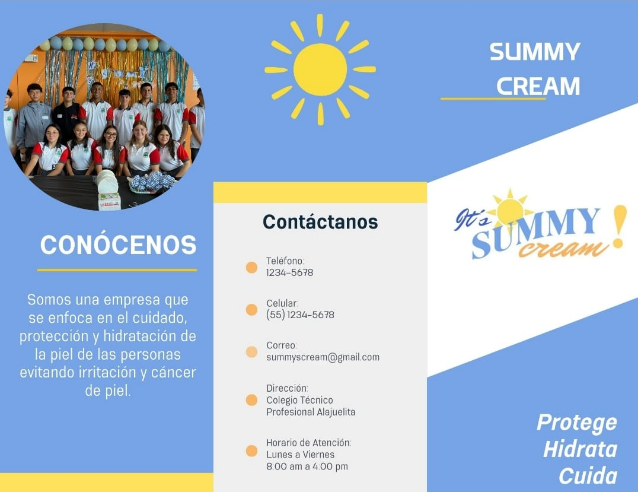 CONÓCENOS
Somos una empresa que
se enfoca en el cuidado,
protección y hidratación de
la piel de las personas
evitando irritación y cáncer
de piel.
Contáctanos
Teléfono:
1234-5678
Celular:
(55) 1234-5678
Correo:
summyscream@gmail.com
Dirección:
Colegio Técnico
Profesional Alajuelita
Horario de Atención:
Lunes a Viernes
8:00 am a 4:00 pm
SUMMY
CREAM
It's
SUMMY
cream!
Protege
Hidrata
Cuida